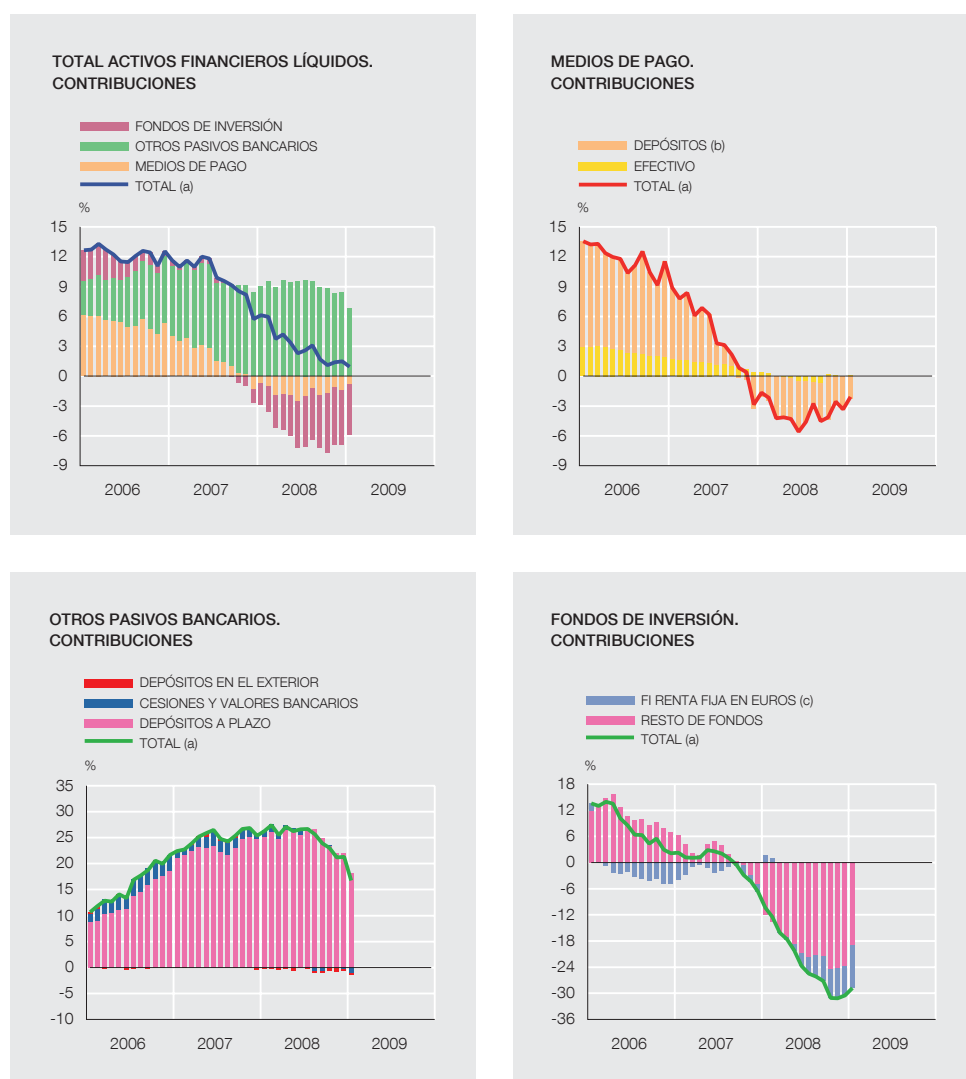 TOTAL ACTIVOS FINANCIEROS LÍQUIDOS.
CONTRIBUCIONES
FONDOS DE INVERSIÓN
OTROS PASIVOS BANCARIOS
MEDIOS DE PAGO
TOTAL (a)
%
15
12
9
6
3
0
-3
-6
-9
2006 2007 2008 2009
MEDIOS DE PAGO.
CONTRIBUCIONES
DEPÓSITOS (b)
EFECTIVO
TOTAL (a)
%
15
12
9
6
3
0
-3
-6
-9
2006 2007 2008 2009
OTROS PASIVOS BANCARIOS.
CONTRIBUCIONES
DEPÓSITOS EN EL EXTERIOR
CESIONES Y VALORES BANCARIOS
DEPÓSITOS A PLAZO
TOTAL (a)
%
35
30
25
20
15
10
5
0
-5
-10
2006 2007 2008 2009
FONDOS DE INVERSIÓN.
CONTRIBUCIONES
FI RENTA FIJA EN EUROS (c)
RESTO DE FONDOS
TOTAL (a)
%
18
12
6
0
-6
-12
-18
-24
-30
-36
2006 2007 2008 2009